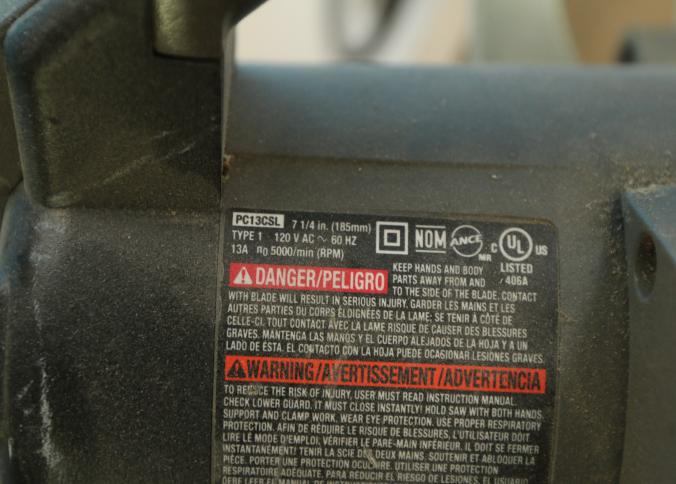 PC13CSL 7 1/4 in. (185mm)
TYPE 1 120 V AC ~ 60 HZ
13A n0 5000/min (RPM)
NOM
ANCE
MR
C UL US
LISTED
406A
DANGER/PELIGRO
KEEP HANDS AND BODY
PARTS AWAY FROM AND
TO THE SIDE OF THE BLADE. CONTACT
WITH BLADE WILL RESULT IN SERIOUS INJURY. GARDER LES MAINS ET LES
AUTRES PARTIES DU CORPS ÉLOIGNÉES DE LA LAME; SE TENIR À CÔTÉ DE
CELLE-CI. TOUT CONTACT AVEC LA LAME RISQUE DE CAUSER DES BLESSURES
GRAVES. MANTENGA LAS MANOS Y EL CUERPO ALEJADOS DE LA HOJA Y A UN
LADO DE ESTA. EL CONTACTO CON LA HOJA PUEDE OCASIONAR LESIONES GRAVES.
WARNING/AVERTISSEMENT/ADVERTENCIA
TO REDUCE THE RISK OF INJURY, USER MUST READ INSTRUCTION MANUAL.
CHECK LOWER GUARD. IT MUST CLOSE INSTANTLY! HOLD SAW WITH BOTH HANDS.
SUPPORT AND CLAMP WORK. WEAR EYE PROTECTION. USE PROPER RESPIRATORY
PROTECTION. AFIN DE RÉDUIRE LE RISQUE DE BLESSURES, L'UTILISATEUR DOIT
LIRE LE MODE D'EMPLOI. VÉRIFIER LE PARE-MAIN INFÉRIEUR. IL DOIT SE FERMER
INSTANTANÉMENT! TENIR LA SCIE DES DEUX MAINS. SOUTENIR ET ABLOQUER LA
PIÈCE. PORTER UNE PROTECTION OCULAIRE. UTILISER UNE PROTECTION
RESPIRATOIRE ADÉQUATE. PARA REDUCIR EL RIESGO DE LESIONES, EL USUARIO
DEBE LEER EL MANUAL DE